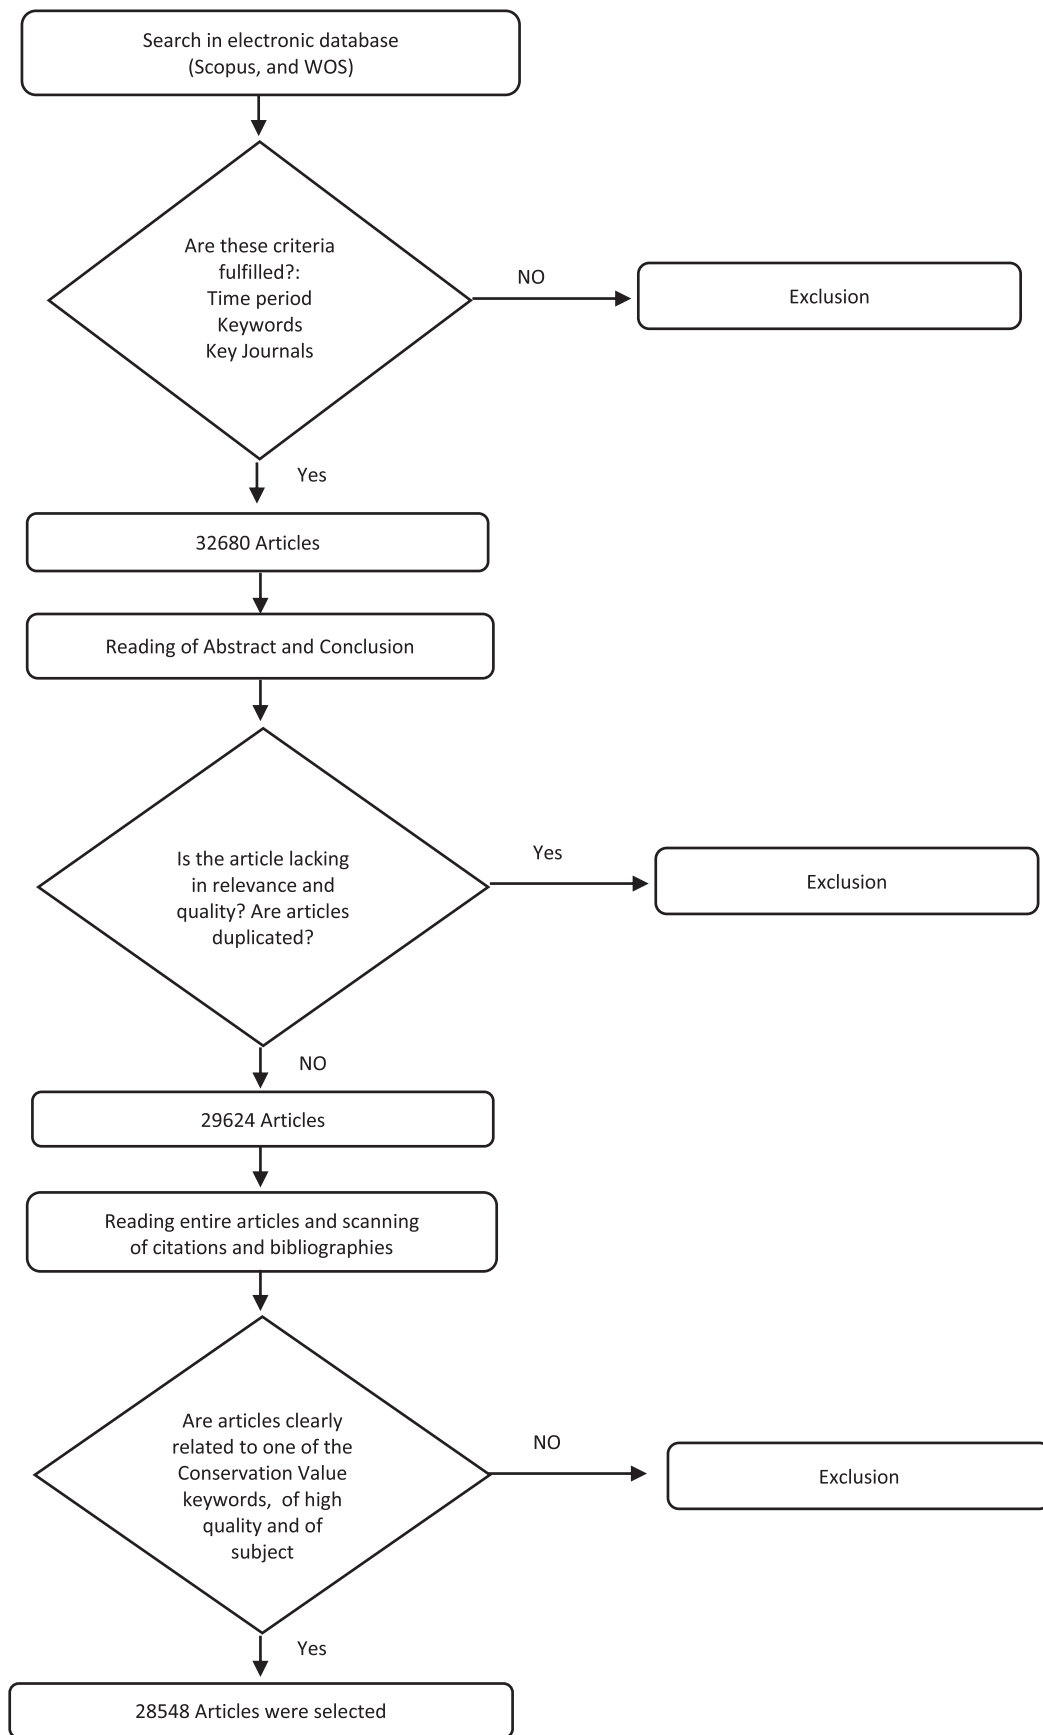 Search in electronic database
(Scopus, and WOS)
Are these criteria
fulfilled?:
Time period
Keywords
Key Journals
NO
Exclusion
Yes
32680 Articles
Reading of Abstract and Conclusion
Is the article lacking
in relevance and
quality? Are articles
duplicated?
Yes
Exclusion
NO
29624 Articles
Reading entire articles and scanning
of citations and bibliographies
Are articles clearly
related to one of the
Conservation Value
keywords,  of high
quality and of
subject
NO
Exclusion
Yes
28548 Articles were selected